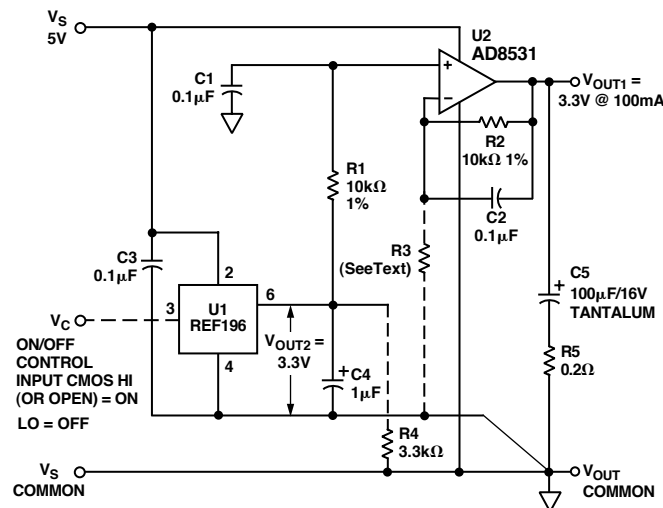 VS
5V
U2
AD8531
C1
0.1µF
+
−
VOUT1 =
3.3V @ 100mA
R2
10kΩ 1%
R1
10kΩ
1%
C2
0.1µF
C3
0.1µF
R3
(SeeText)
2
C5
+
100µF/16V
TANTALUM
VC
3
U1
REF196
6
VOUT2 =
3.3V
4
ON/OFF
CONTROL
INPUT CMOS HI
(OR OPEN) = ON
LO = OFF
+
C4
1µF
R5
0.2Ω
R4
3.3kΩ
VS
COMMON
VOUT
COMMON